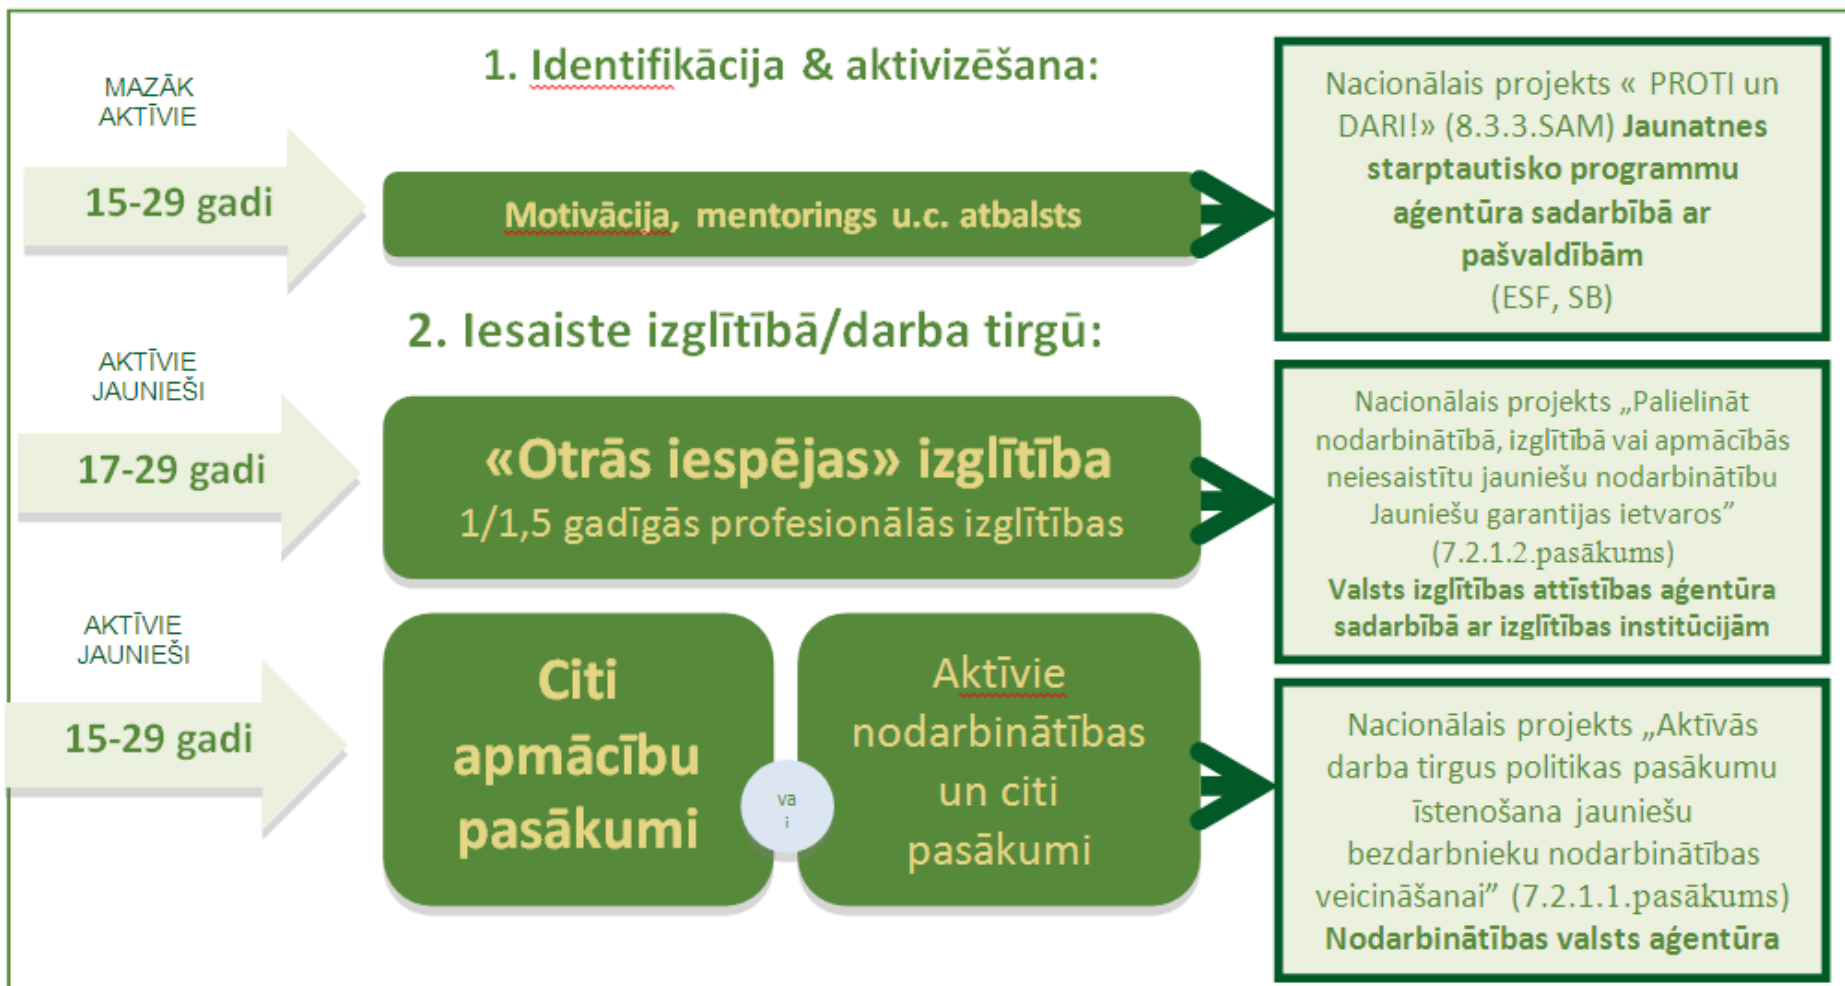 MAZĀK
AKTĪVIE
15-29 gadi
1. Identifikācija & aktivizēšana:
Motivācija, mentorings u.c. atbalsts
Nacionālais projekts « PROTI un
DARI!» (8.3.3.SAM) Jaunatnes
starptautisko programmu
aģentūra sadarbībā ar
pašvaldībām
(ESF, SB)
2. Iesaiste izglītībā/darba tirgū:
AKTĪVIE
JAUNIEŠI
17-29 gadi
«Otrās iespējas» izglītība
1/1,5 gadīgās profesionālās izglītības
Nacionālais projekts „Palielināt
nodarbinātībā, izglītībā vai apmācībās
neiesaistītu jauniešu nodarbinātību
Jauniešu garantijas ietvaros”
(7.2.1.2.pasākums)
Valsts izglītības attīstības aģentūra
sadarbībā ar izglītības institūcijām
AKTĪVIE
JAUNIEŠI
15-29 gadi
Citi
apmācību
pasākumi
va
i
Aktīvie
nodarbinātības
un citi
pasākumi
Nacionālais projekts „Aktīvās
darba tirgus politikas pasākumu
īstenošana jauniešu
bezdarbnieku nodarbinātības
veicināšanai” (7.2.1.1.pasākums)
Nodarbinātības valsts aģentūra